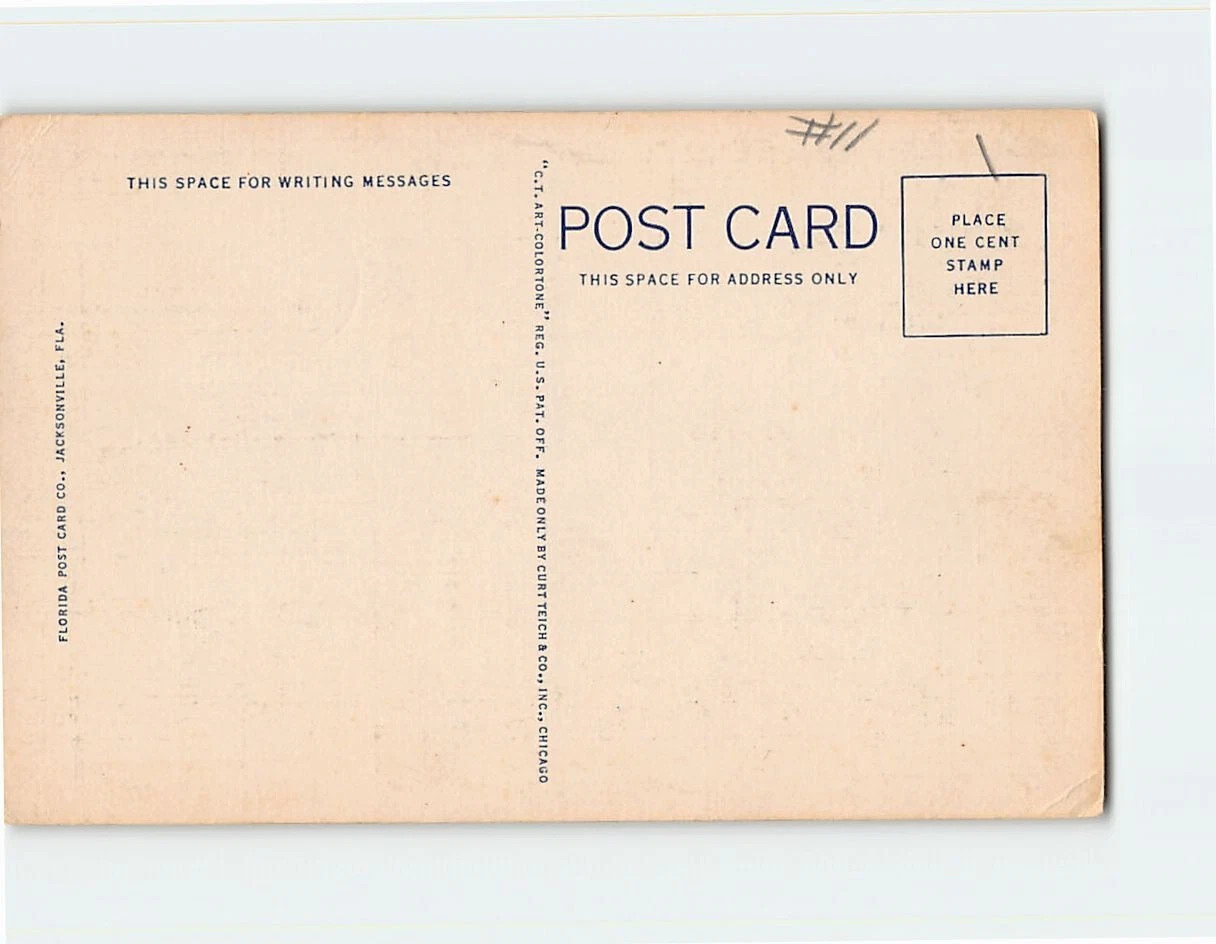 #11
THIS SPACE FOR WRITING MESSAGES
FLORIDA POST CARD CO., JACKSONVILLE, FLA.
"C.T. ART-COLORTONE" REG. U.S. PAT. OFF. MADE ONLY BY CURT TEICH & CO., INC., CHICAGO
POST CARD
THIS SPACE FOR ADDRESS ONLY
PLACE
ONE CENT
STAMP
HERE